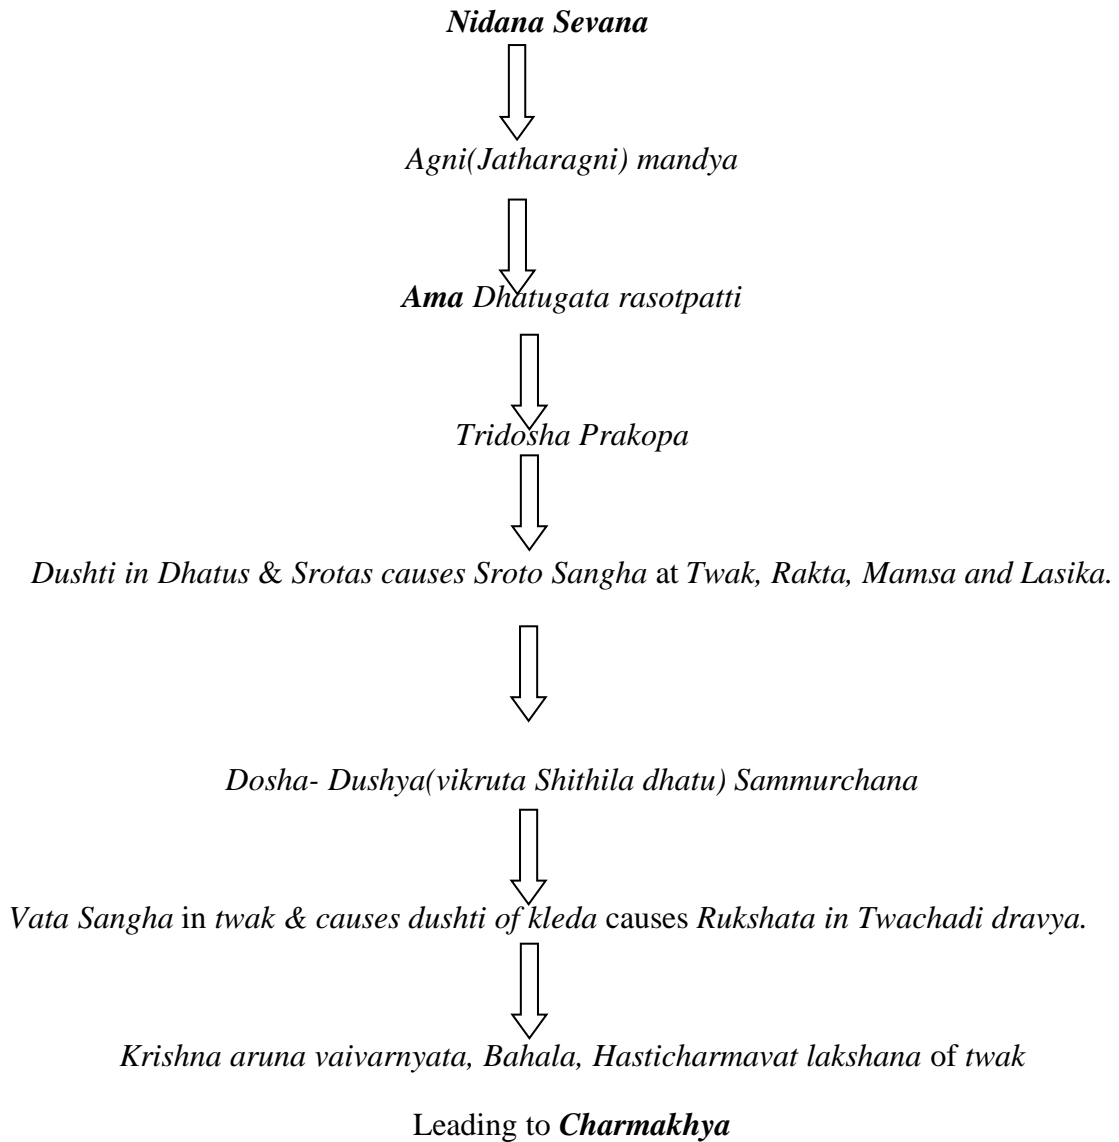 Nidana Sevana
Agni(Jatharagni) mandya
Ama Dhatugata rasotpatti
Tridosha Prakopa
Dushti in Dhatus & Srotas causes Sroto Sangha at Twak, Rakta, Mamsa and Lasika.
Dosha- Dushya(vikruta Shithila dhatu) Sammurchana
Vata Sangha in twak & causes dushti of kleda causes Rukshata in Twachadi dravya.
Krishna aruna vaivarnyata, Bahala, Hasticharmavat lakshana of twak
Leading to Charmakhya